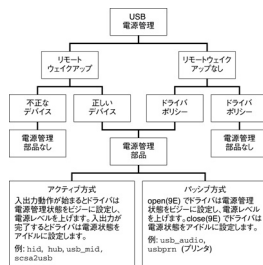 USB
電源管理
リモート
ウェイクアップ
リモートウェイク
アップなし
不正な
デバイス
正しい
デバイス
ドライバ
ポリシー
ドライバ
ポリシー
電源管理
部品なし
電源管理
部品
電源管理
部品なし
アクティブ方式
入出力動作が始まるとドライバは
電源管理状態をビジーに設定し、
電源レベルを上げます。入出力が
完了するとドライバは電源状態を
アイドルに設定します。
例: hid, hub, usb_mid,
scsa2usb
パッシブ方式
open(9E) でドライバは電源管理
状態をビジーに設定し、電源レベル
を上げます。close(9E) でドライバは
電源状態をアイドルに設定します。
例: usb_audio,
usbprn (プリンタ)